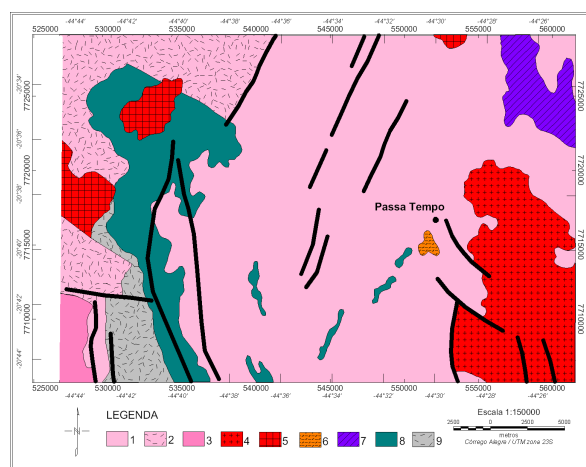 -44°44' -44°42' -44°40' -44°38' -44°36' -44°34' -44°32' -44°30' -44°28' -44°26'
525000 530000 535000 540000 545000 550000 555000 560000
-20°34'
7725000 7725000
-20°36'
7720000 7720000
-20°38'
Passa Tempo
7715000 7715000
-20°40'
-20°42'
7710000 7710000
-20°44'
525000 530000 535000 540000 545000 550000 555000 560000
-44°44' -44°42' -44°40' -44°38' -44°36' -44°34' -44°32' -44°30' -44°28' -44°26'
N
LEGENDA
1 2 3 4 5 6 7 8 9
Escala 1:150000
2500 0 2500 5000
metros
Córrego Alegre / UTM zona 23S